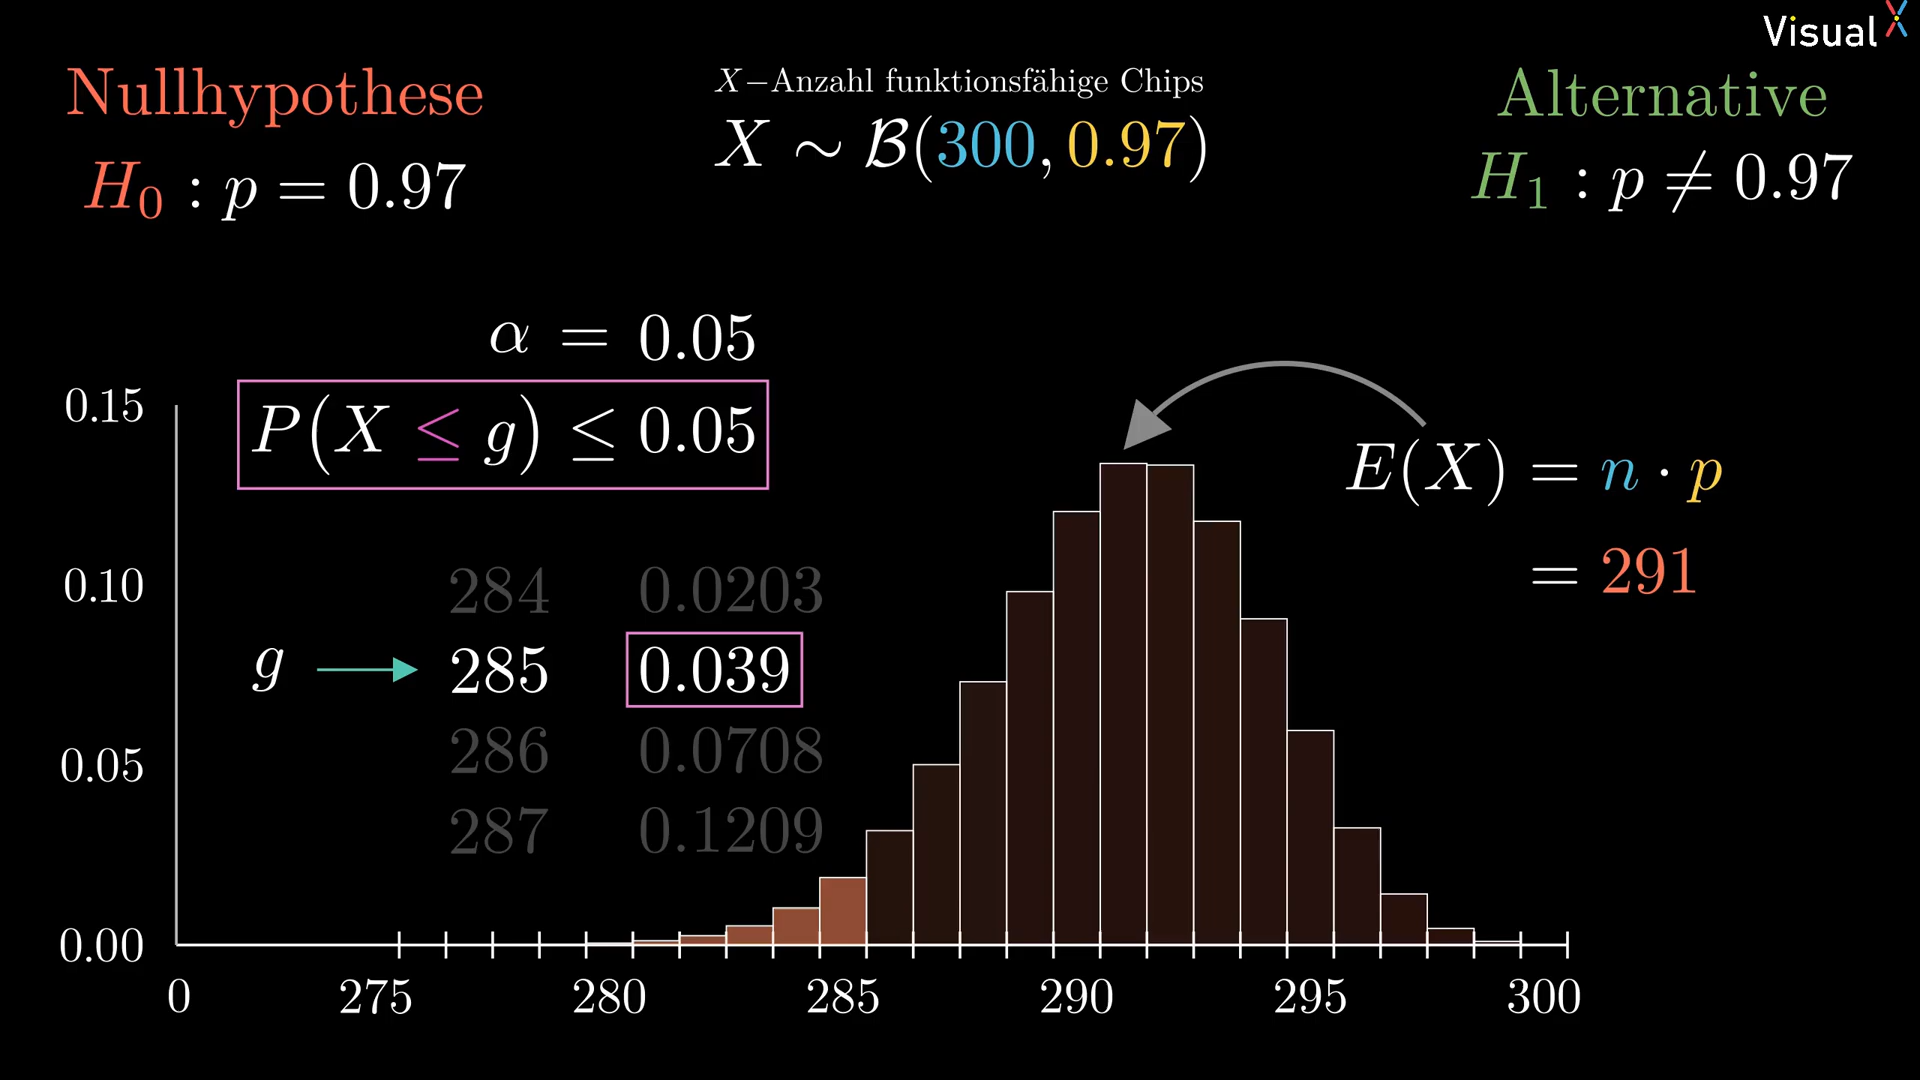 Visual X
Nullhypothese
H₀ : p = 0.97
X−Anzahl funktionsfähige Chips
X ∼ ℬ(300, 0.97)
Alternative
H₁ : p ≠ 0.97
α = 0.05
P(X ≤ g) ≤ 0.05
284 0.0203
g 285 0.039
286 0.0708
287 0.1209
E(X) = n · p
= 291
0.15
0.10
0.05
0.00
0 275 280 285 290 295 300